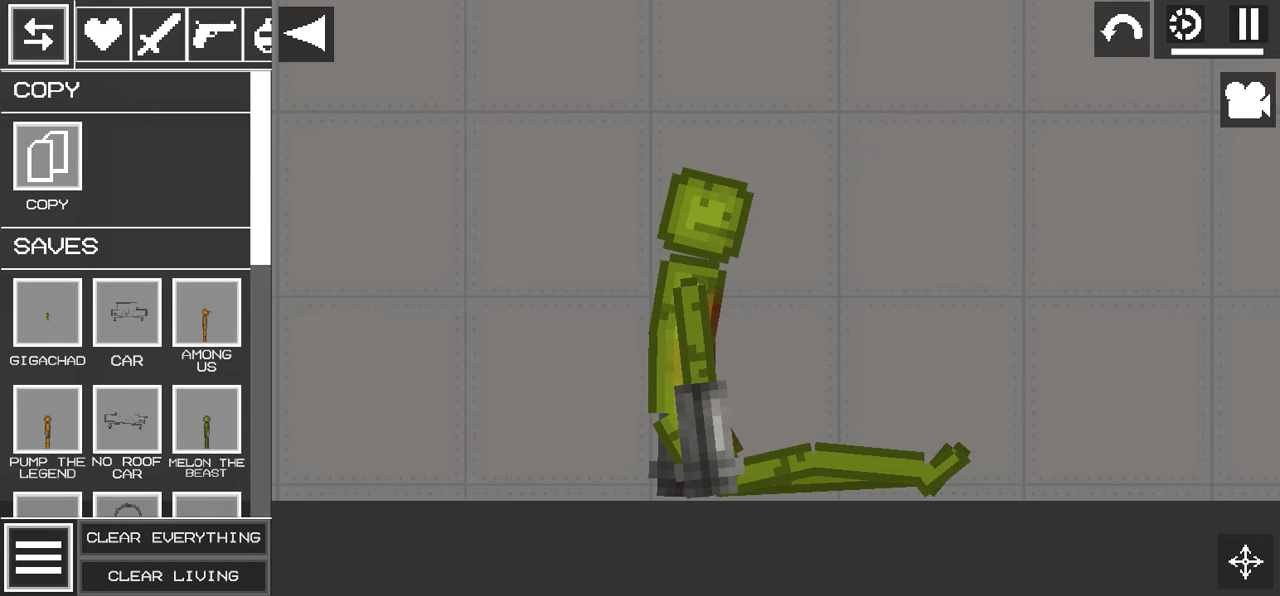 COPY
COPY
SAVES
GIGACHAD
CAR
AMONG
US
PUMP THE
LEGEND
NO ROOF
CAR
MELON THE
BEAST
CLEAR EVERYTHING
CLEAR LIVING